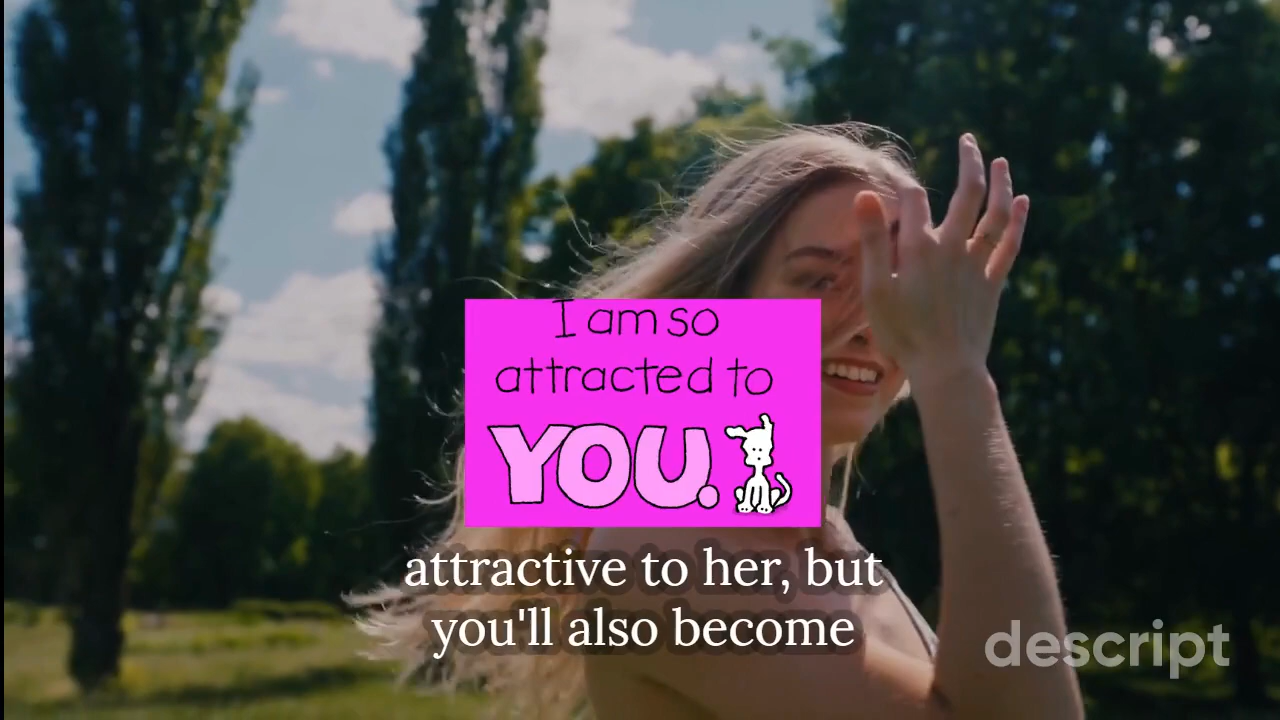 I am so
attracted to
YOU.
attractive to her, but
you'll also become
descript